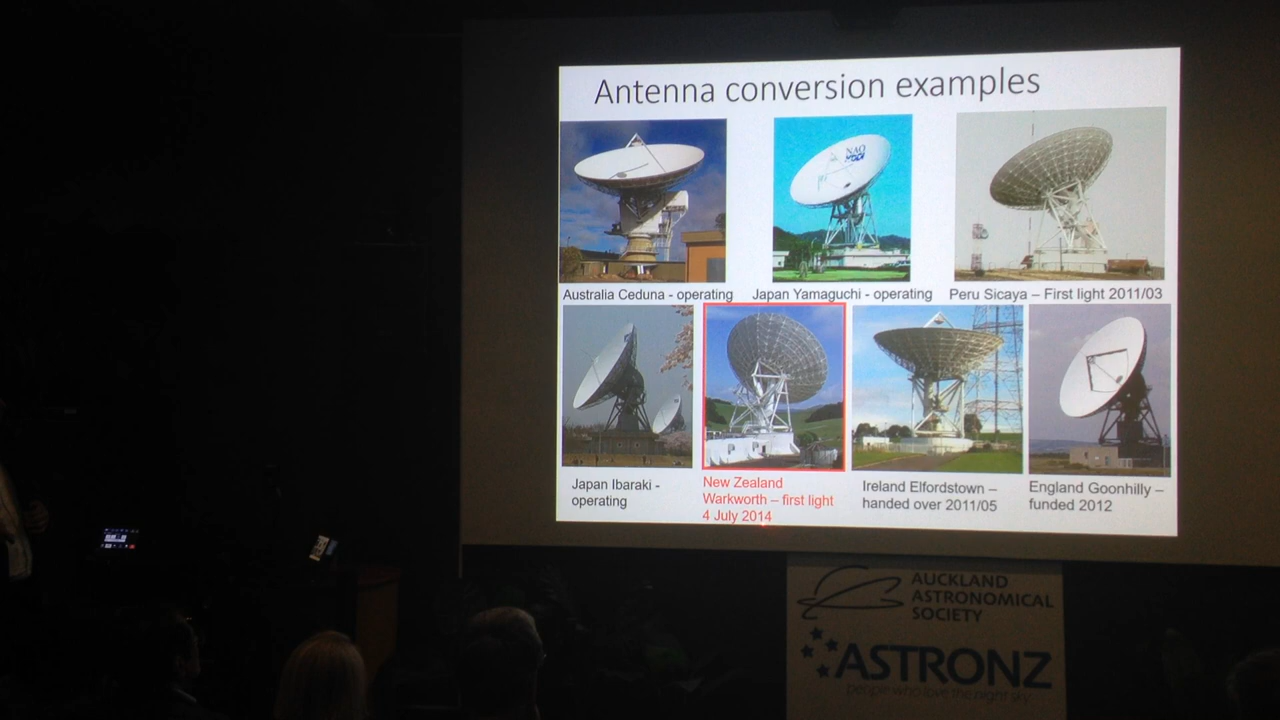 Antenna conversion examples
NAO
Australia Ceduna - operating
Japan Yamaguchi - operating
Peru Sicaya – First light 2011/03
Japan Ibaraki -
operating
New Zealand
Warkworth – first light
4 July 2014
Ireland Elfordstown –
handed over 2011/05
England Goonhilly –
funded 2012
AUCKLAND
ASTRONOMICAL
SOCIETY
ASTRONZ
people who love the night sky